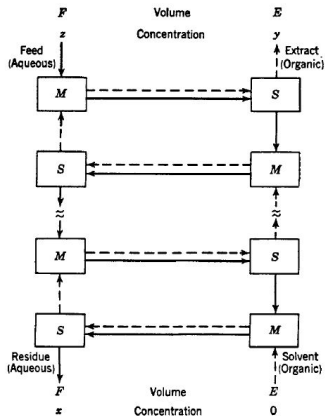 F Volume E
z Concentration y
Feed
(Aqueous)
Extract
(Organic)
M S
S M
M S
S M
Residue
(Aqueous)
Solvent
(Organic)
F Volume E
x Concentration 0